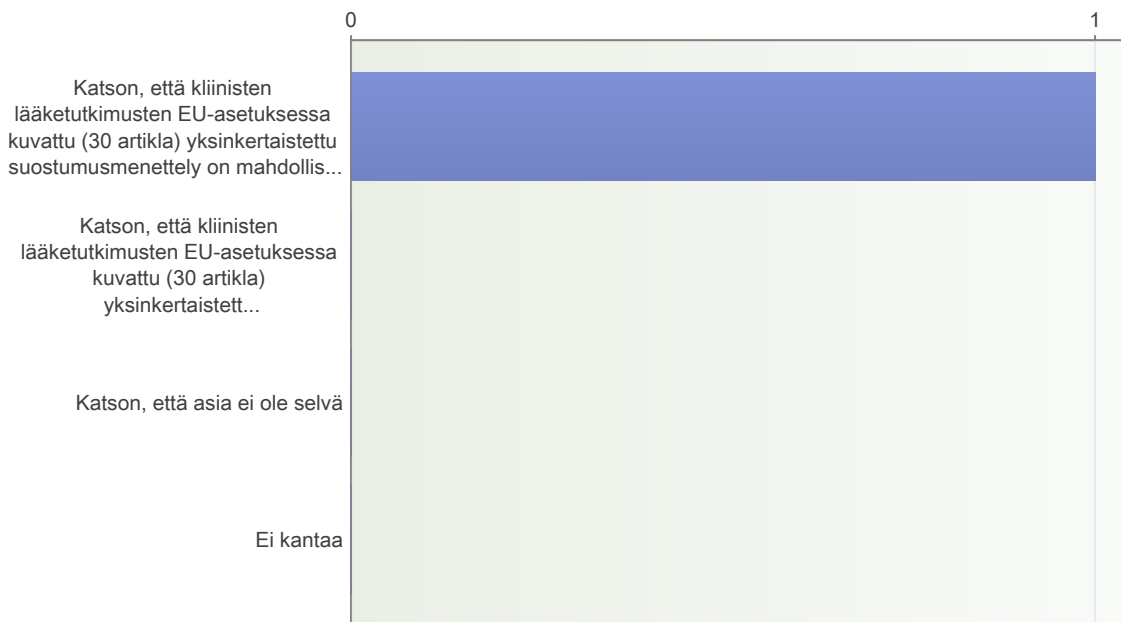 0 1
Katson, että kliinisten
lääketutkimusten EU-asetuksessa
kuvattu (30 artikla) yksinkertaistettu
suostumusmenettely on mahdollis...
Katson, että kliinisten
lääketutkimusten EU-asetuksessa
kuvattu (30 artikla)
yksinkertaistett...
Katson, että asia ei ole selvä
Ei kantaa